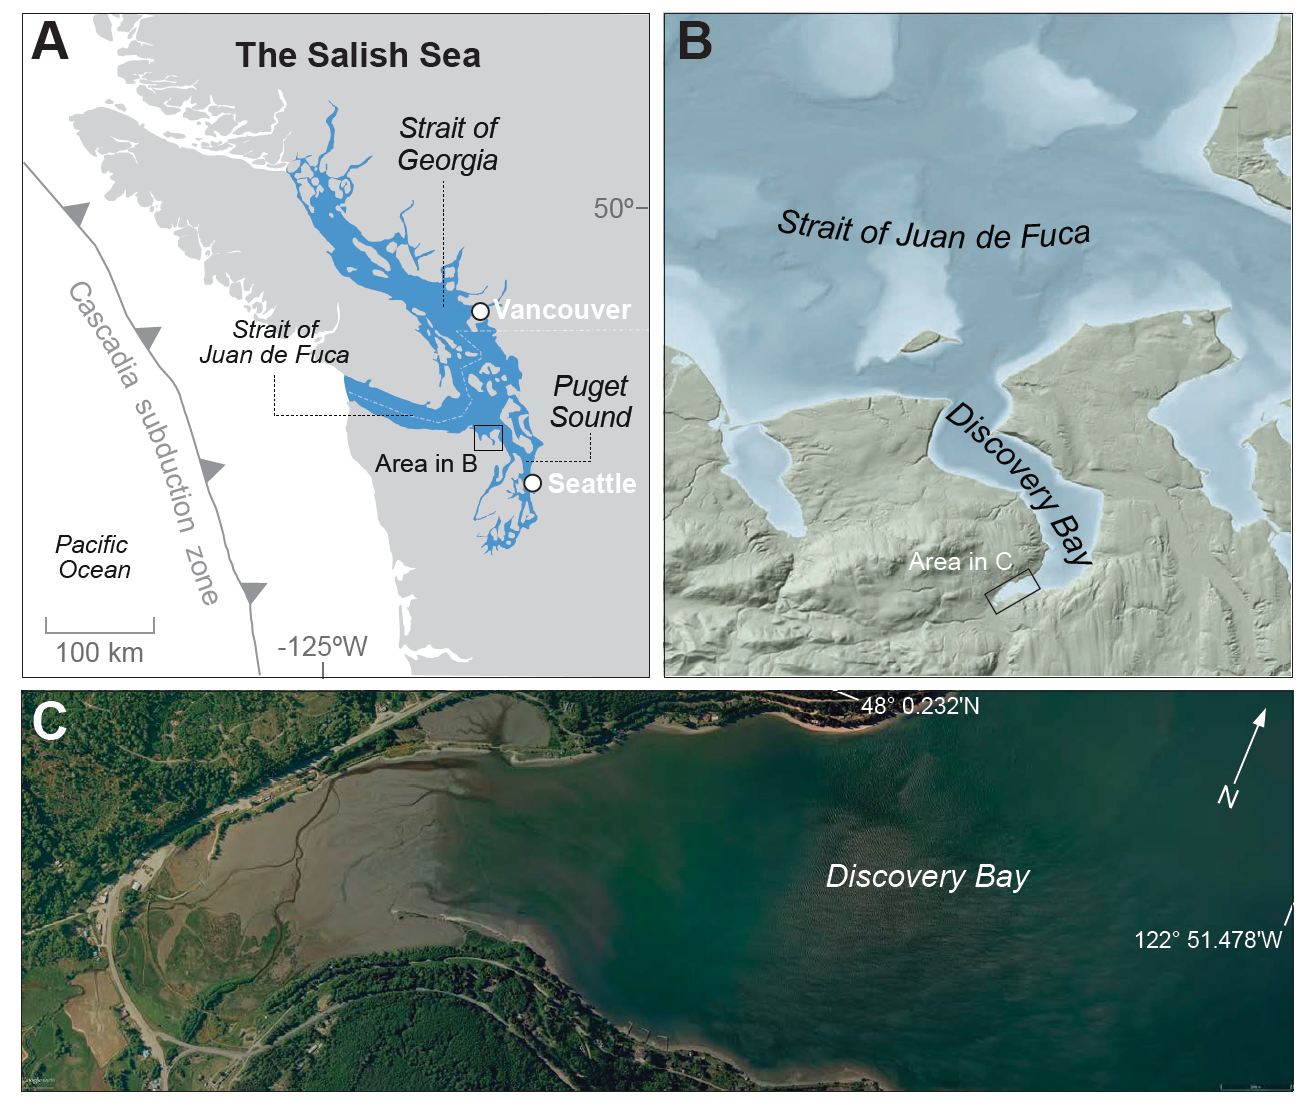 A
The Salish Sea
Strait of
Georgia
50º
Vancouver
Strait of
Juan de Fuca
Puget
Sound
Area in B
Seattle
Cascadia subduction zone
Pacific
Ocean
100 km
-125ºW
B
Strait of Juan de Fuca
Discovery Bay
Area in C
C
48° 0.232'N
N
Discovery Bay
122° 51.478'W